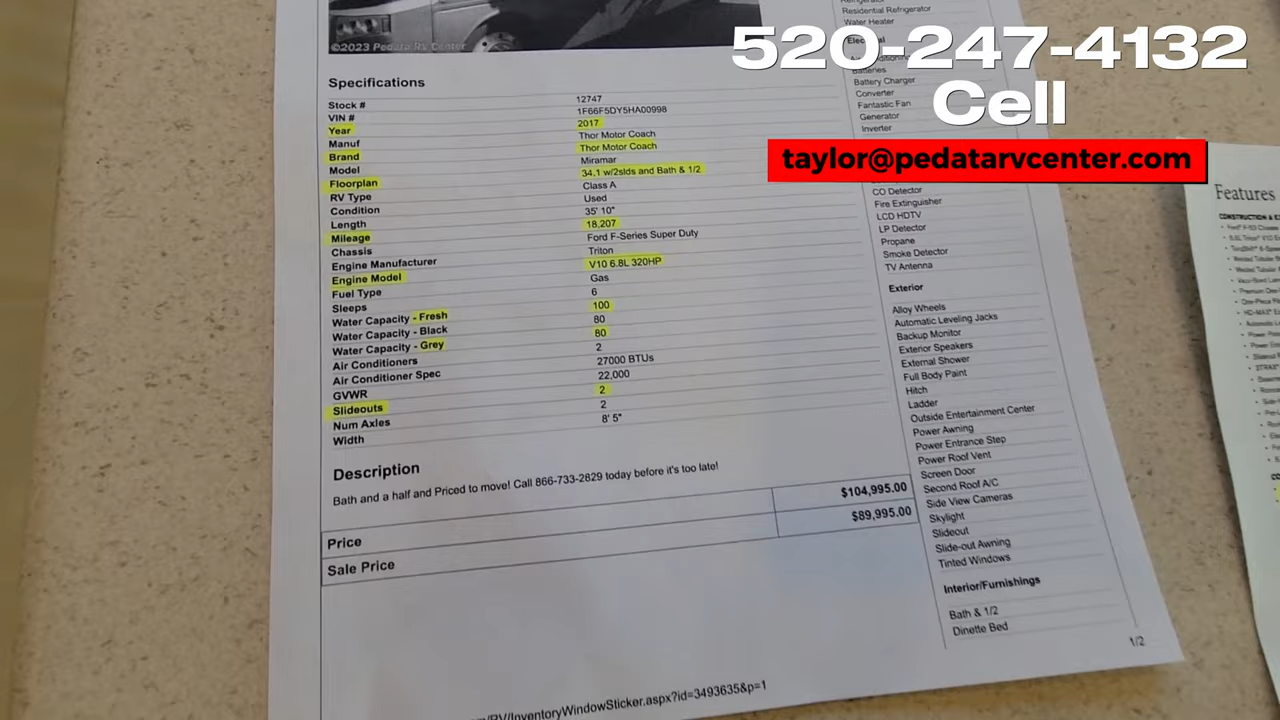 ©2023 Pedata RV Center
Specifications
Stock # 12747
VIN # 1F66F5DY5HA00998
Year 2017
Manuf Thor Motor Coach
Brand Thor Motor Coach
Model Miramar
Floorplan 34.1 w/2slds and Bath & 1/2
RV Type Class A
Condition Used
Length 35' 10"
Mileage 18,207
Chassis Ford F-Series Super Duty
Engine Manufacturer Triton
Engine Model V10 6.8L 320HP
Fuel Type Gas
Sleeps 6
Water Capacity - Fresh 100
Water Capacity - Black 80
Water Capacity - Grey 80
Air Conditioners 2
Air Conditioner Spec 27000 BTUs
GVWR 22,000
Slideouts 2
Num Axles 2
Width 8' 5"
Description
Bath and a half and Priced to move! Call 866-733-2829 today before it's too late!
Price $104,995.00
Sale Price $89,995.00
RV/InventoryWindowSticker.aspx?id=3493635&p=1
Residential Refrigerator
Water Heater
Batteries
Battery Charger
Converter
Fantastic Fan
Generator
Inverter
CO Detector
Fire Extinguisher
LCD HDTV
LP Detector
Propane
Smoke Detector
TV Antenna
Exterior
Alloy Wheels
Automatic Leveling Jacks
Backup Monitor
Exterior Speakers
External Shower
Full Body Paint
Hitch
Ladder
Outside Entertainment Center
Power Awning
Power Entrance Step
Power Roof Vent
Screen Door
Second Roof A/C
Side View Cameras
Skylight
Slideout
Slide-out Awning
Tinted Windows
Interior/Furnishings
Bath & 1/2
Dinette Bed
1/2
520-247-4132
Cell
taylor@pedatarvcenter.com
Features